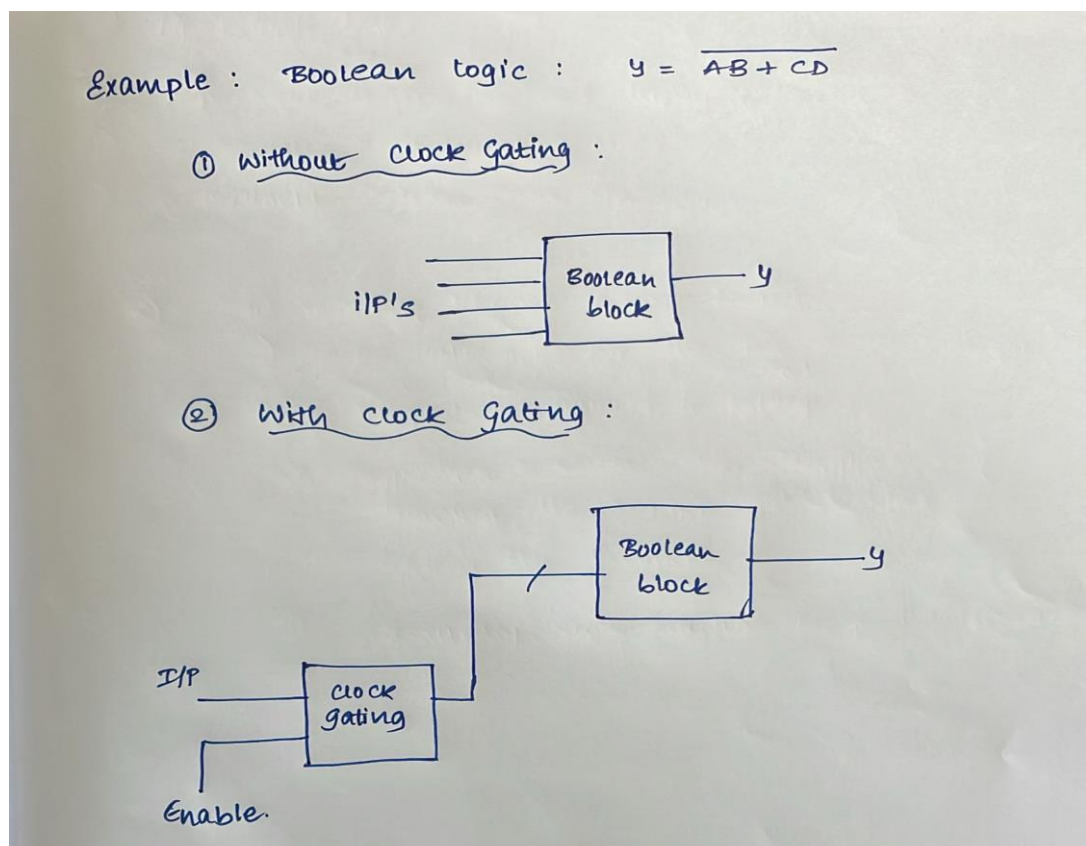 Example : Boolean logic : y = \overline{AB + CD}
① Without Clock Gating :
i/p's
Boolean
block
y
② With clock gating :
Boolean
block
y
I/P
clock
gating
Enable.